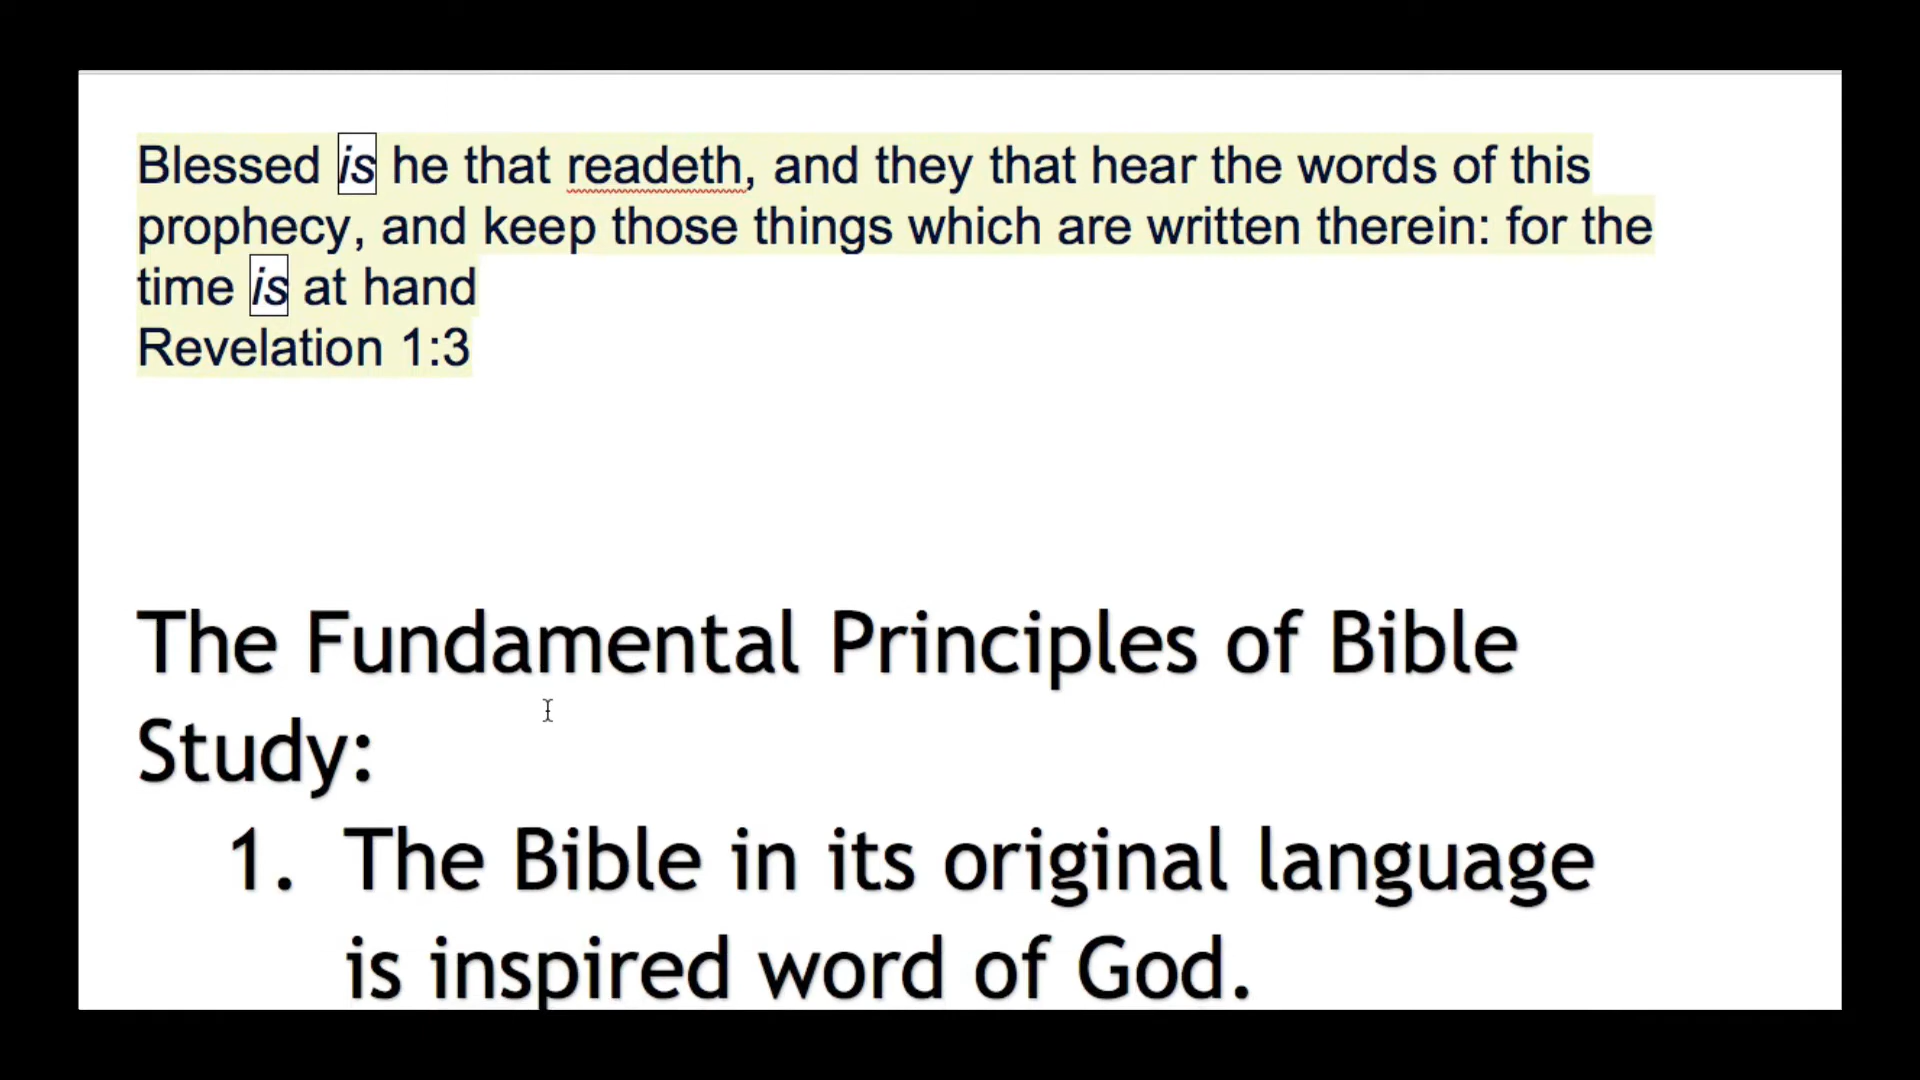 Blessed is he that readeth, and they that hear the words of this
prophecy, and keep those things which are written therein: for the
time is at hand
Revelation 1:3
The Fundamental Principles of Bible
Study:
1. The Bible in its original language
is inspired word of God.